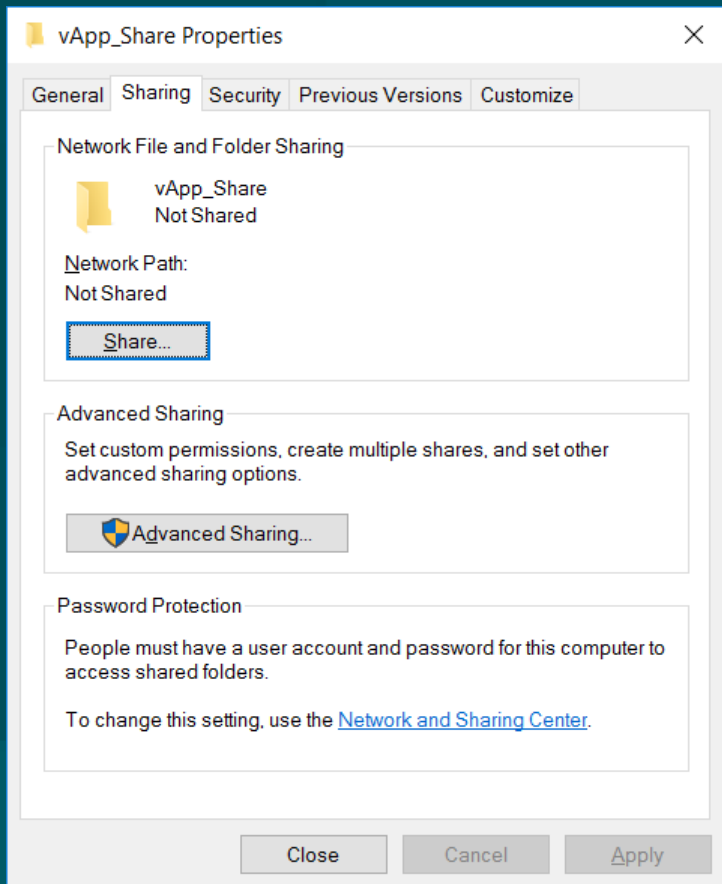 vApp_Share Properties
General Sharing Security Previous Versions Customize
Network File and Folder Sharing
vApp_Share
Not Shared
Network Path:
Not Shared
Share...
Advanced Sharing
Set custom permissions, create multiple shares, and set other
advanced sharing options.
Advanced Sharing...
Password Protection
People must have a user account and password for this computer to
access shared folders.
To change this setting, use the Network and Sharing Center.
Close Cancel Apply